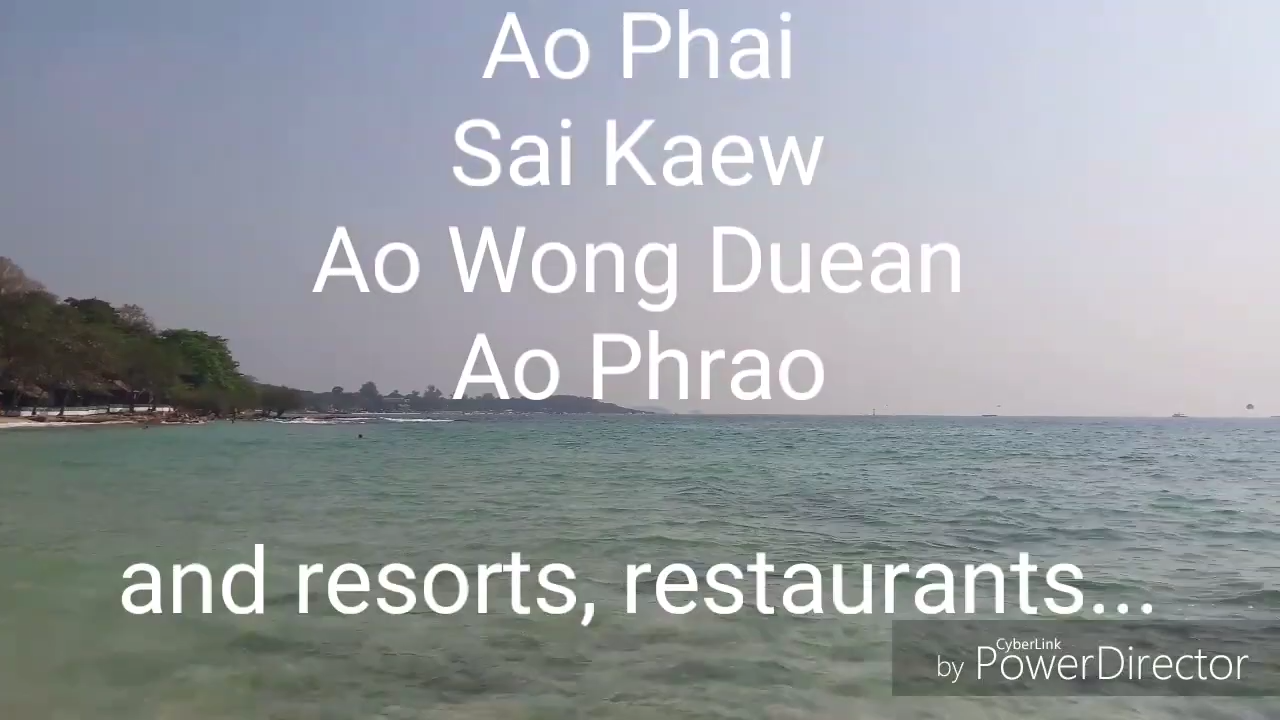 Ao Phai
Sai Kaew
Ao Wong Duean
Ao Phrao
and resorts, restaurants...
CyberLink
by PowerDirector